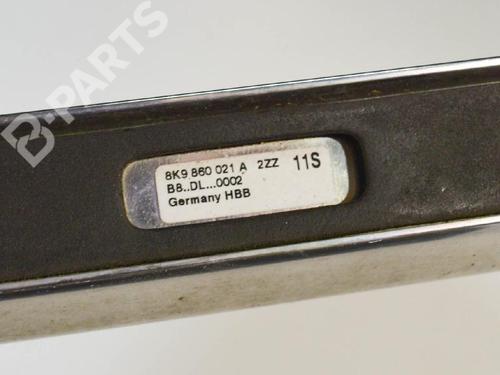 B-PARTS
8K9 860 021 A 2ZZ 11S
B8..DL...0002
Germany HBB